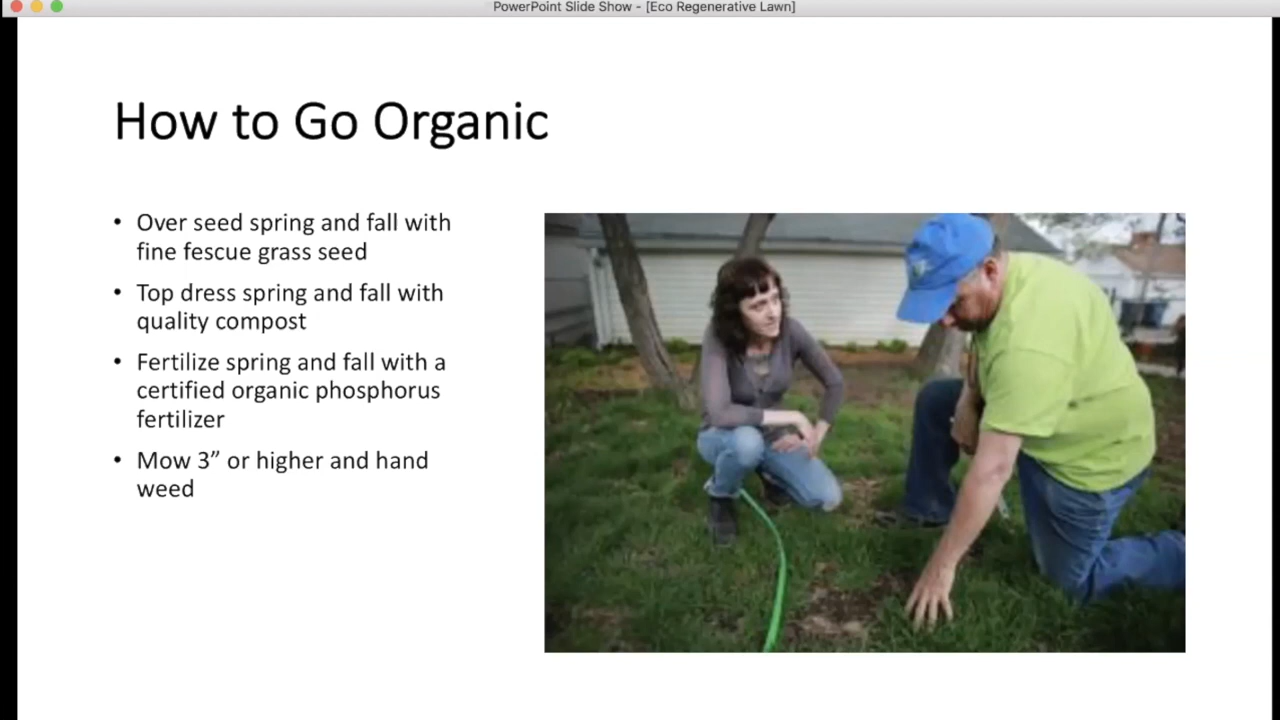 PowerPoint Slide Show - [Eco Regenerative Lawn]
How to Go Organic
• Over seed spring and fall with
fine fescue grass seed
• Top dress spring and fall with
quality compost
• Fertilize spring and fall with a
certified organic phosphorus
fertilizer
• Mow 3” or higher and hand
weed